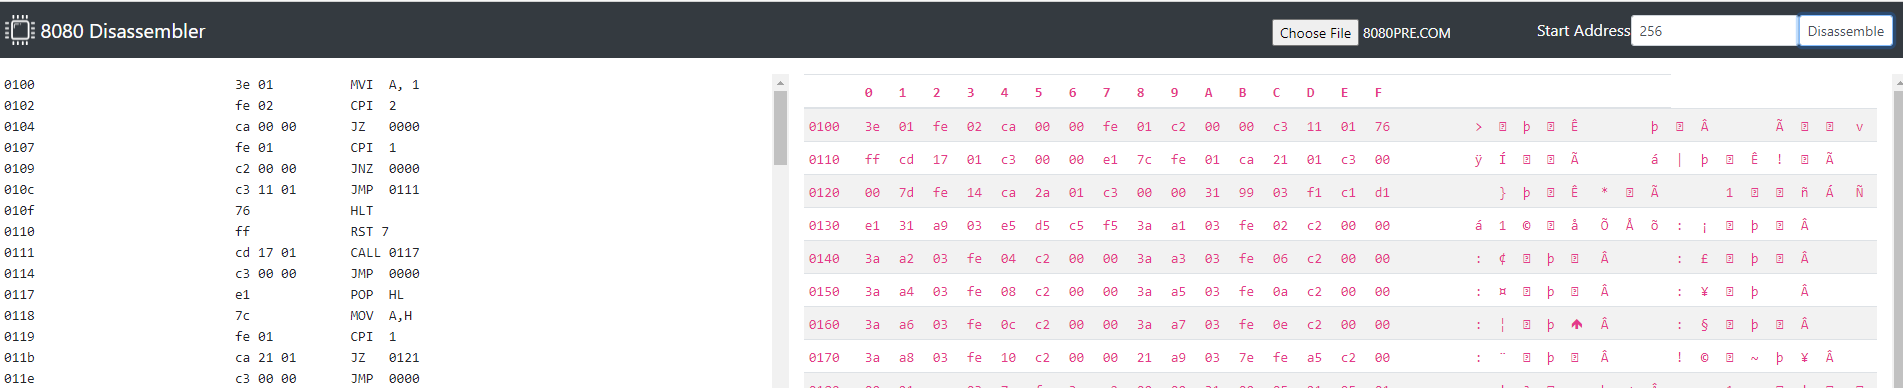 8080 Disassembler
Choose File 8080PRE.COM
Start Address 256 Disassemble
0100 3e 01 MVI A, 1
0102 fe 02 CPI 2
0104 ca 00 00 JZ 0000
0107 fe 01 CPI 1
0109 c2 00 00 JNZ 0000
010c c3 11 01 JMP 0111
010f 76 HLT
0110 ff RST 7
0111 cd 17 01 CALL 0117
0114 c3 00 00 JMP 0000
0117 e1 POP HL
0118 7c MOV A,H
0119 fe 01 CPI 1
011b ca 21 01 JZ 0121
011e c3 00 00 JMP 0000
0 1 2 3 4 5 6 7 8 9 A B C D E F
0100 3e 01 fe 02 ca 00 00 fe 01 c2 00 00 c3 11 01 76 > þ Ê þ Â Ã v
0110 ff cd 17 01 c3 00 00 e1 7c fe 01 ca 21 01 c3 00 ÿ Í Ã á | þ Ê ! Ã
0120 00 7d fe 14 ca 2a 01 c3 00 00 31 99 03 f1 c1 d1 } þ Ê * Ã 1 ñ Á Ñ
0130 e1 31 a9 03 e5 d5 c5 f5 3a a1 03 fe 02 c2 00 00 á 1 © å Õ Å õ : ¡ þ Â
0140 3a a2 03 fe 04 c2 00 00 3a a3 03 fe 06 c2 00 00 : ¢ þ Â : £ þ Â
0150 3a a4 03 fe 08 c2 00 00 3a a5 03 fe 0a c2 00 00 : ¤ þ Â : ¥ þ Â
0160 3a a6 03 fe 0c c2 00 00 3a a7 03 fe 0e c2 00 00 : ¦ þ Â : § þ Â
0170 3a a8 03 fe 10 c2 00 00 21 a9 03 7e fe a5 c2 00 : ¨ þ Â ! © ~ þ ¥ Â